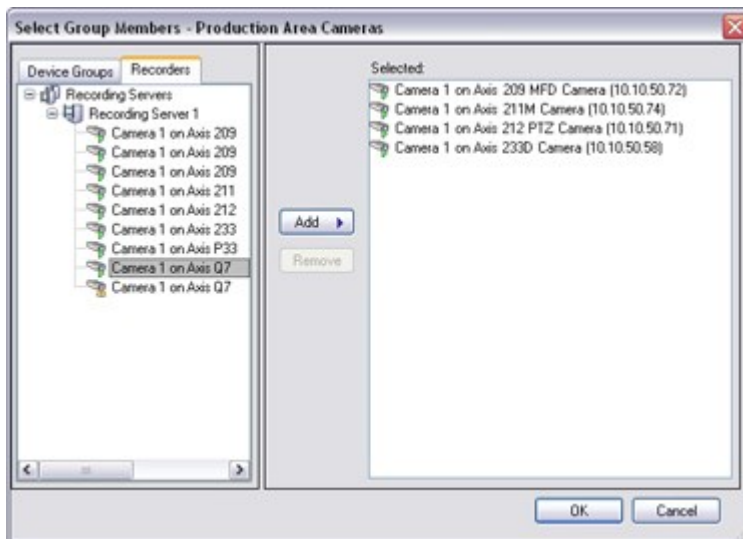 Select Group Members - Production Area Cameras
Device Groups
Recorders
Recording Servers
Recording Server 1
Camera 1 on Axis 209
Camera 1 on Axis 209
Camera 1 on Axis 209
Camera 1 on Axis 211
Camera 1 on Axis 212
Camera 1 on Axis 233
Camera 1 on Axis P33
Camera 1 on Axis Q7
Camera 1 on Axis Q7
Add
Remove
Selected:
Camera 1 on Axis 209 MFD Camera (10.10.50.72)
Camera 1 on Axis 211M Camera (10.10.50.74)
Camera 1 on Axis 212 PTZ Camera (10.10.50.71)
Camera 1 on Axis 233D Camera (10.10.50.58)
OK
Cancel